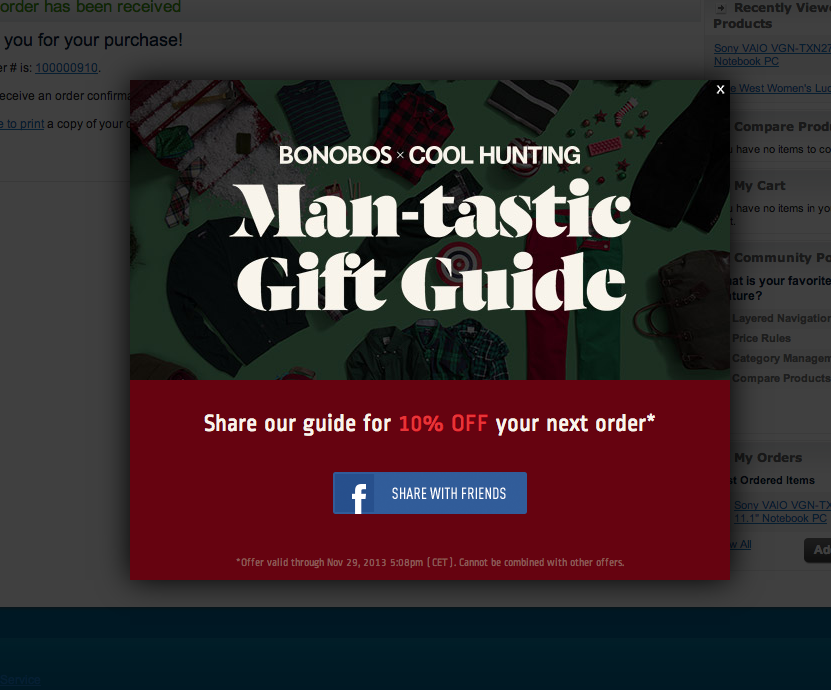 order has been received
you for your purchase!
er # is: 100000910.
eceive an order confirma
e to print a copy of your
X
BONOBOS × COOL HUNTING
Man-tastic
Gift Guide
Share our guide for 10% OFF your next order*
f SHARE WITH FRIENDS
*Offer valid through Nov 29, 2013 5:08pm (CET). Cannot be combined with other offers.
Recently View
Products
Sony VAIO VGN-TXN27
Notebook PC
West Women's Luc
Compare Prod
have no items to co
My Cart
have no items in yo
Community Po
at is your favorite
ture?
Layered Navigation
Price Rules
Category Managem
Compare Products
My Orders
st Ordered Items
Sony VAIO VGN-TX
11.1" Notebook PC
w All
Ad
Service